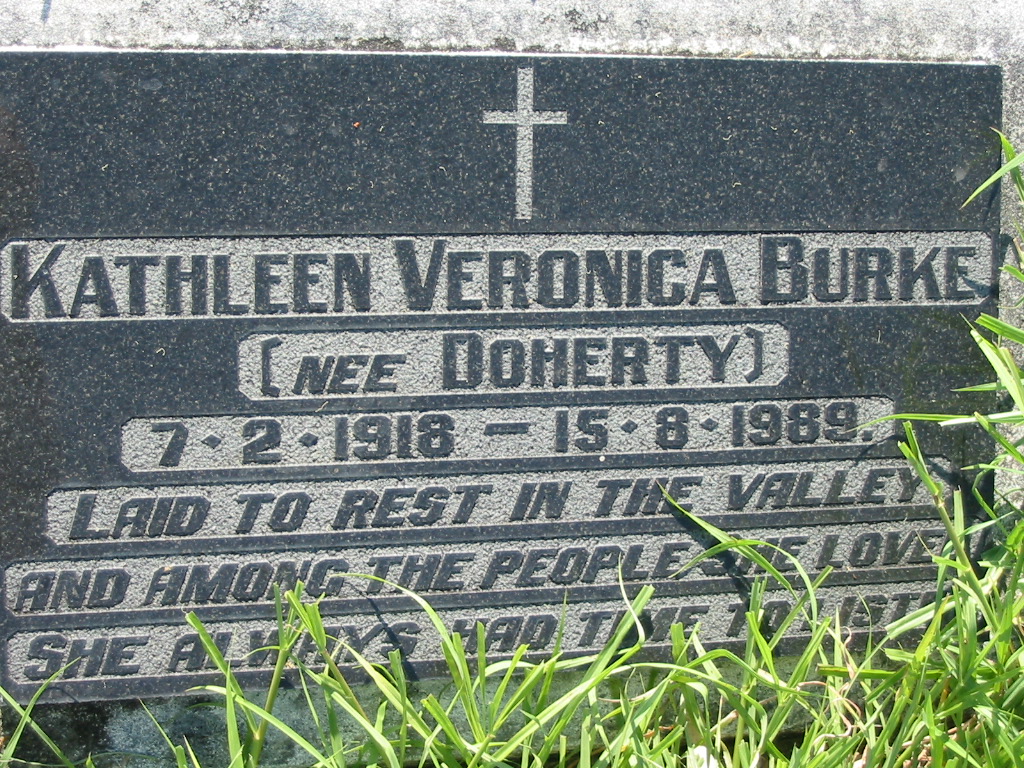 KATHLEEN VERONICA BURKE
(NEE DOHERTY)
7·2·1918 – 15·8·1989.
LAID TO REST IN THE VALLEY
AND AMONG THE PEOPLE SHE LOVED
SHE ALWAYS HAD TIME TO